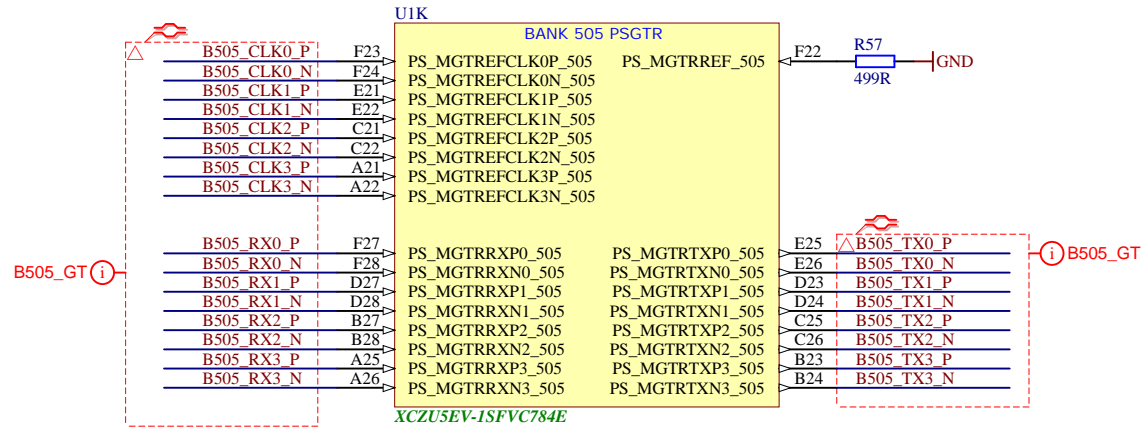 U1K
BANK 505 PSGTR
B505_CLK0_P F23 PS_MGTREFCLK0P_505 PS_MGTRREF_505 F22 R57 GND
499R
B505_CLK0_N F24 PS_MGTREFCLK0N_505
B505_CLK1_P E21 PS_MGTREFCLK1P_505
B505_CLK1_N E22 PS_MGTREFCLK1N_505
B505_CLK2_P C21 PS_MGTREFCLK2P_505
B505_CLK2_N C22 PS_MGTREFCLK2N_505
B505_CLK3_P A21 PS_MGTREFCLK3P_505
B505_CLK3_N A22 PS_MGTREFCLK3N_505
B505_RX0_P F27 PS_MGTRRXP0_505 PS_MGTRTXP0_505 E25 B505_TX0_P
B505_GT i B505_RX0_N F28 PS_MGTRRXN0_505 PS_MGTRTXN0_505 E26 B505_TX0_N i B505_GT
B505_RX1_P D27 PS_MGTRRXP1_505 PS_MGTRTXP1_505 D23 B505_TX1_P
B505_RX1_N D28 PS_MGTRRXN1_505 PS_MGTRTXN1_505 D24 B505_TX1_N
B505_RX2_P B27 PS_MGTRRXP2_505 PS_MGTRTXP2_505 C25 B505_TX2_P
B505_RX2_N B28 PS_MGTRRXN2_505 PS_MGTRTXN2_505 C26 B505_TX2_N
B505_RX3_P A25 PS_MGTRRXP3_505 PS_MGTRTXP3_505 B23 B505_TX3_P
B505_RX3_N A26 PS_MGTRRXN3_505 PS_MGTRTXN3_505 B24 B505_TX3_N
XCZU5EV-1SFVC784E